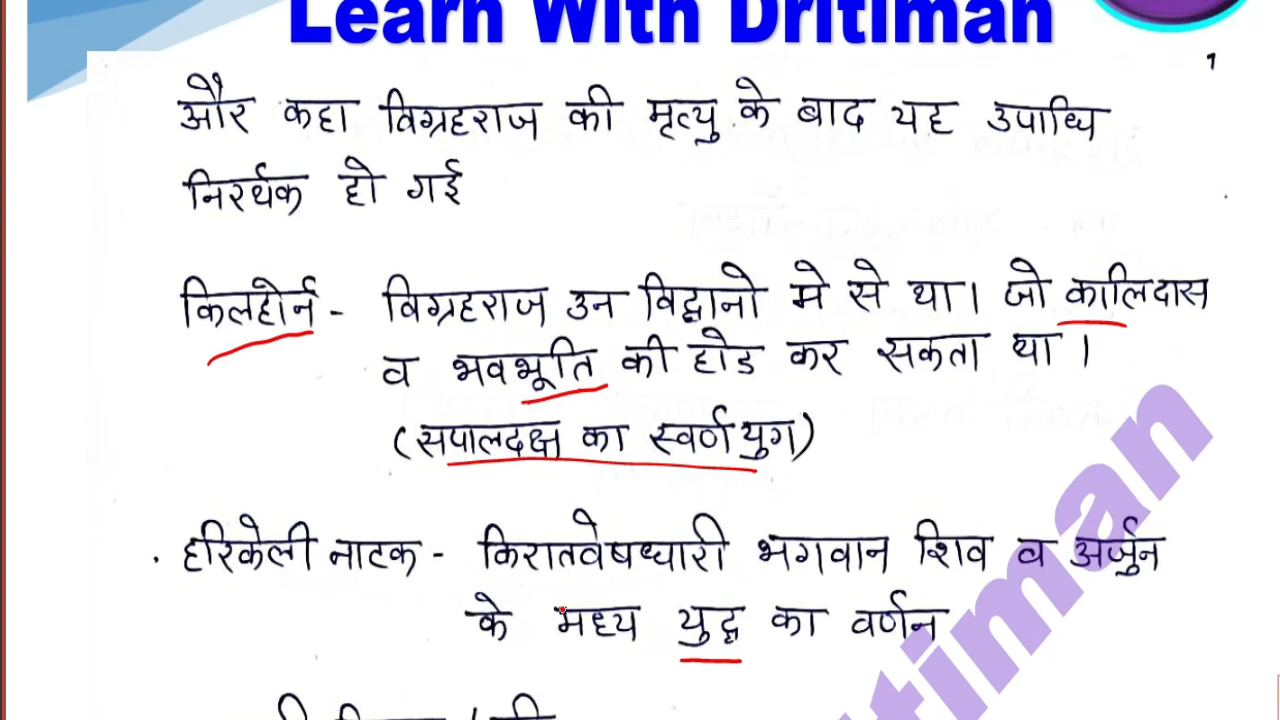 Learn With Dritiman
1
और कहा विग्रहराज की मृत्यु के बाद यह उपाधि
निरर्थक हो गई
किलहोर्न - विग्रहराज उन विद्वानो मे से था। जो कालिदास
व भवभूति की होड कर सकता था।
(सपालदक्ष का स्वर्णयुग)
. हरिकेली नाटक - किरातवेषधारी भगवान शिव व अर्जुन
के मध्य युद्ध का वर्णन